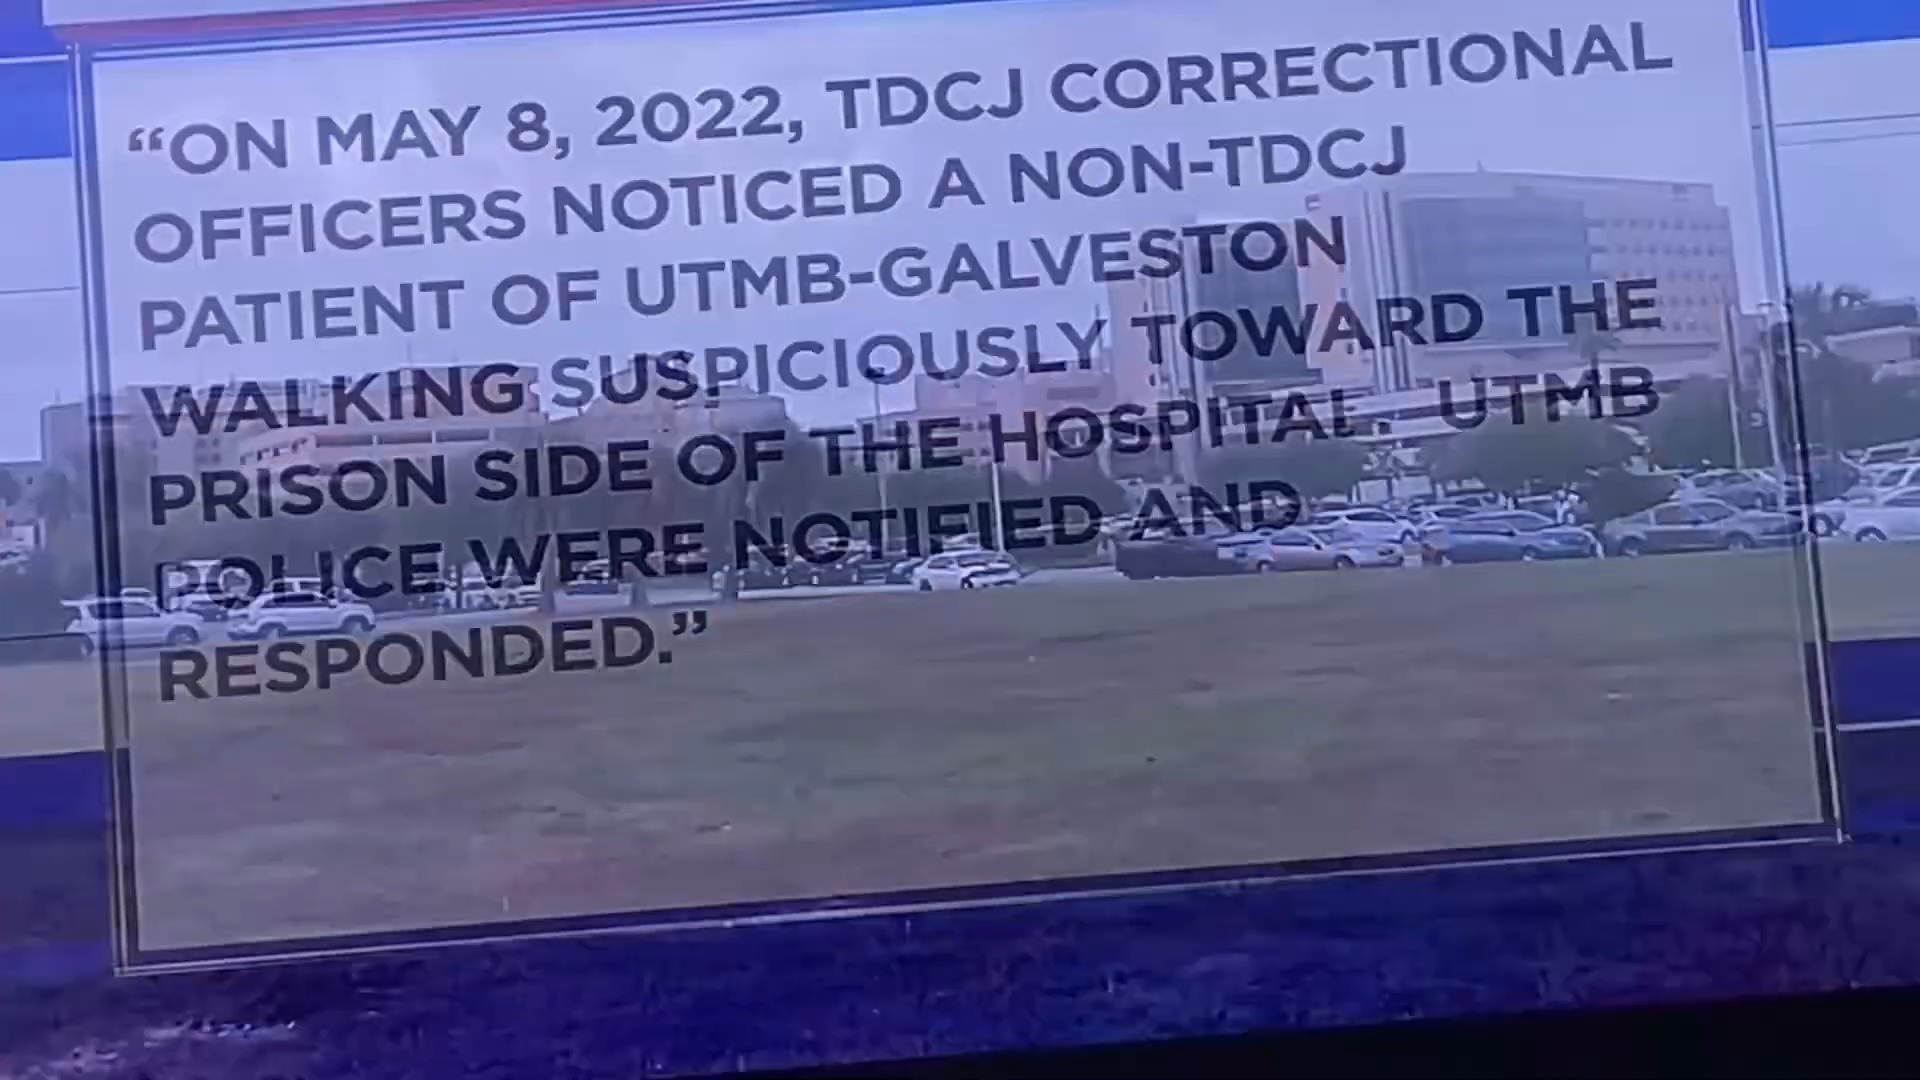 “ON MAY 8, 2022, TDCJ CORRECTIONAL
OFFICERS NOTICED A NON-TDCJ
PATIENT OF UTMB-GALVESTON
WALKING SUSPICIOUSLY TOWARD THE
PRISON SIDE OF THE HOSPITAL. UTMB
POLICE WERE NOTIFIED AND
RESPONDED.”